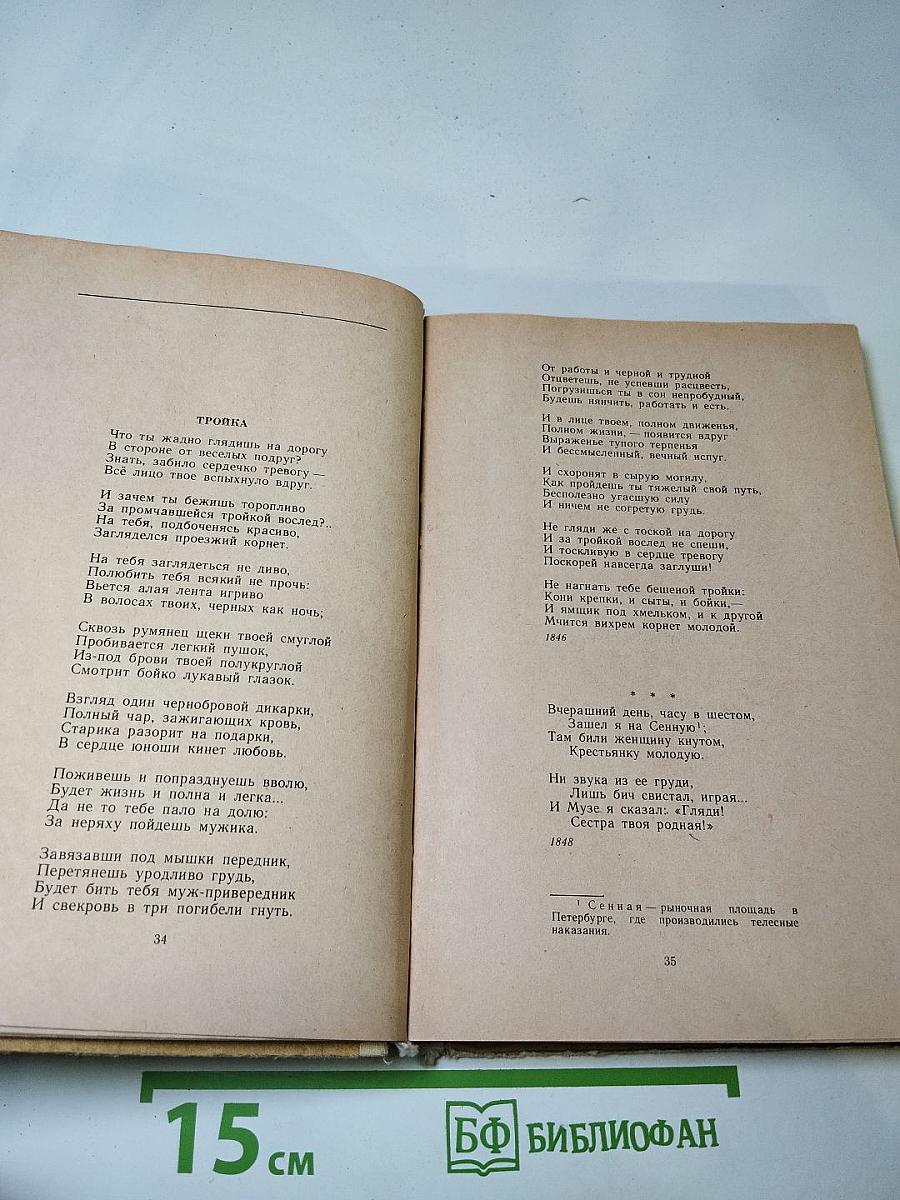 ТРОЙКА
Что ты жадно глядишь на дорогу
В стороне от веселых подруг?
Знать, забило сердечко тревогу —
Всё лицо твое вспыхнуло вдруг.
И зачем ты бежишь торопливо
За промчавшейся тройкой вослед?..
На тебя, подбоченясь красиво,
Загляделся проезжий корнет.
На тебя заглядеться не диво,
Полюбить тебя всякий не прочь:
Вьется алая лента игриво
В волосах твоих, черных как ночь;
Сквозь румянец щеки твоей смуглой
Пробивается легкий пушок,
Из-под брови твоей полукруглой
Смотрит бойко лукавый глазок.
Взгляд один чернобровой дикарки,
Полный чар, зажигающих кровь,
Старика разорит на подарки,
В сердце юноши кинет любовь.
Поживешь и попразднуешь вволю,
Будет жизнь и полна и легка...
Да не то тебе пало на долю:
За неряху пойдешь мужика.
Завязавши под мышки передник,
Перетянешь уродливо грудь,
Будет бить тебя муж-привередник
И свекровь в три погибели гнуть.
34
От работы и черной и трудной
Отцветешь, не успевши расцвесть,
Погрузишься ты в сон непробудный,
Будешь нянчить, работать и есть.
И в лице твоем, полном движенья,
Полном жизни, — появится вдруг
Выраженье тупого терпенья
И бессмысленный, вечный испуг.
И схоронят в сырую могилу,
Как пройдешь ты тяжелый свой путь,
Бесполезно угасшую силу
И ничем не согретую грудь.
Не гляди же с тоской на дорогу
И за тройкой вослед не спеши,
И тоскливую в сердце тревогу
Поскорей навсегда заглуши!
Не нагнать тебе бешеной тройки:
Кони крепки, и сыты, и бойки,—
И ямщик под хмельком, и к другой
Мчится вихрем корнет молодой.
1846
* * *
Вчерашний день, часу в шестом,
Зашел я на Сенную¹;
Там били женщину кнутом,
Крестьянку молодую.
Ни звука из ее груди,
Лишь бич свистал, играя...
И Музе я сказал: «Гляди!
Сестра твоя родная!»
1848
¹ Сенная — рыночная площадь в
Петербурге, где производились телесные
наказания.
35
15 см
БФ БИБЛИОФАН